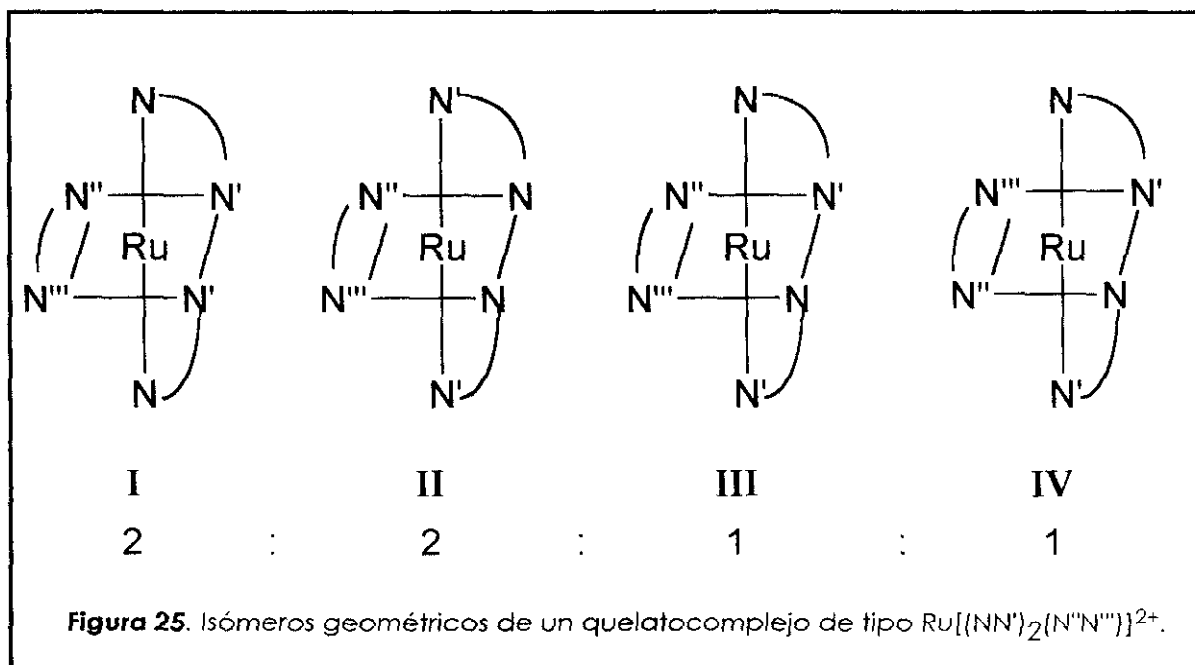 N N' N N
N'' N' N'' N N'' N' N''' N'
Ru Ru Ru Ru
N''' N' N''' N N''' N N'' N
N N' N' N'
I II III IV
2 : 2 : 1 : 1
Figura 25. Isómeros geométricos de un quelatocomplejo de tipo Ru[(NN')2(N''N''')]2+.